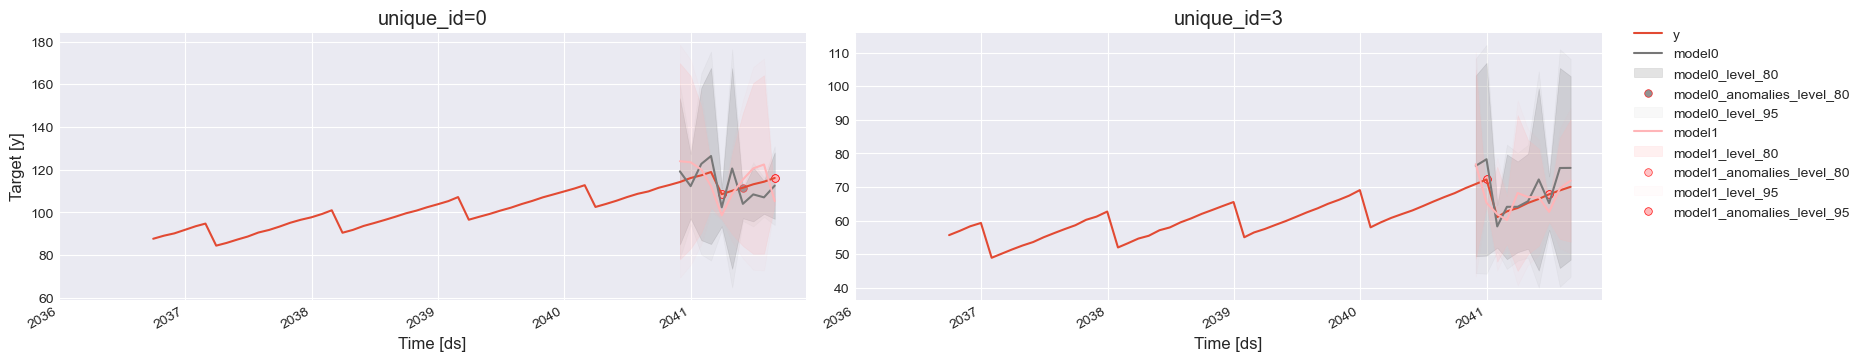 unique_id=0
180
160
140
120
100
80
60
Target [y]
2036
2037
2038
2039
2040
2041
Time [ds]
unique_id=3
110
100
90
80
70
60
50
40
2036
2037
2038
2039
2040
2041
Time [ds]
y
model0
model0_level_80
model0_anomalies_level_80
model0_level_95
model1
model1_level_80
model1_anomalies_level_80
model1_level_95
model1_anomalies_level_95